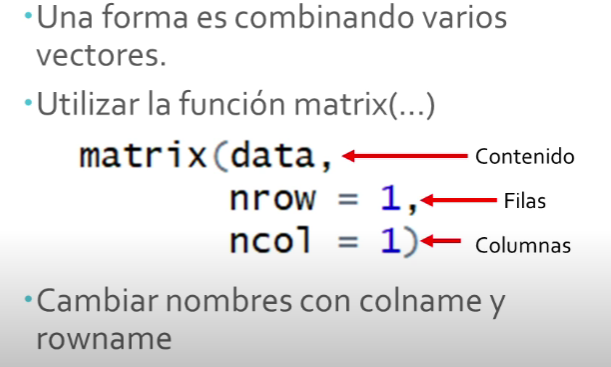 •Una forma es combinando varios
vectores.
•Utilizar la función matrix(...)
matrix(data, Contenido
nrow = 1, Filas
ncol = 1) Columnas
•Cambiar nombres con colname y
rowname